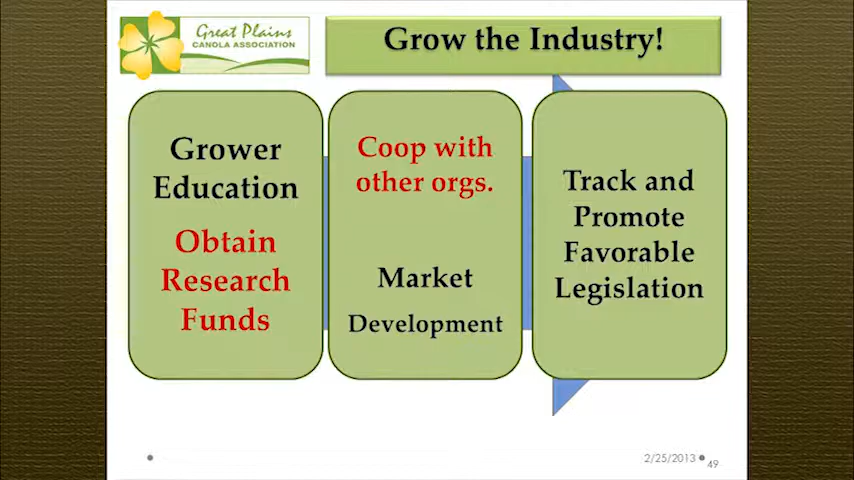 Great Plains
CANOLA ASSOCIATION
Grow the Industry!
Grower
Education
Obtain
Research
Funds
Coop with
other orgs.
Market
Development
Track and
Promote
Favorable
Legislation
2/25/2013
49